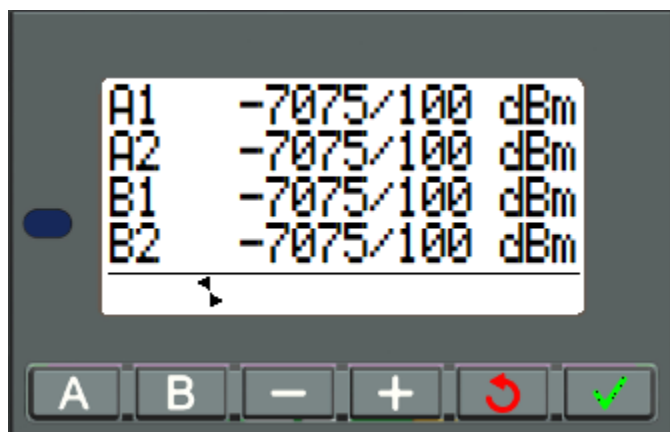 A1 -7075/100 dBm
A2 -7075/100 dBm
B1 -7075/100 dBm
B2 -7075/100 dBm
A B - +